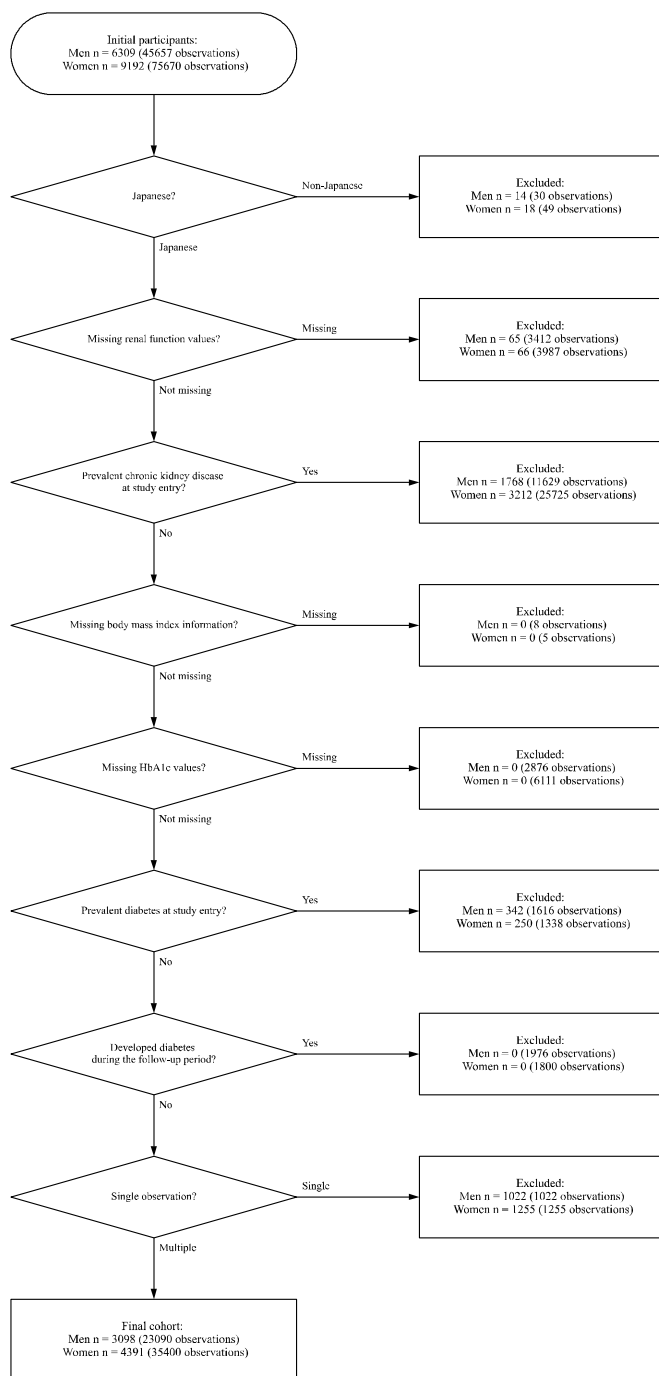 Initial participants:
Men n = 6309 (45657 observations)
Women n = 9192 (75670 observations)
Japanese?
Non-Japanese
Excluded:
Men n = 14 (30 observations)
Women n = 18 (49 observations)
Japanese
Missing renal function values?
Missing
Excluded:
Men n = 65 (3412 observations)
Women n = 66 (3987 observations)
Not missing
Prevalent chronic kidney disease
at study entry?
Yes
Excluded:
Men n = 1768 (11629 observations)
Women n = 3212 (25725 observations)
No
Missing body mass index information?
Missing
Excluded:
Men n = 0 (8 observations)
Women n = 0 (5 observations)
Not missing
Missing HbA1c values?
Missing
Excluded:
Men n = 0 (2876 observations)
Women n = 0 (6111 observations)
Not missing
Prevalent diabetes at study entry?
Yes
Excluded:
Men n = 342 (1616 observations)
Women n = 250 (1338 observations)
No
Developed diabetes
during the follow-up period?
Yes
Excluded:
Men n = 0 (1976 observations)
Women n = 0 (1800 observations)
No
Single observation?
Single
Excluded:
Men n = 1022 (1022 observations)
Women n = 1255 (1255 observations)
Multiple
Final cohort:
Men n = 3098 (23090 observations)
Women n = 4391 (35400 observations)